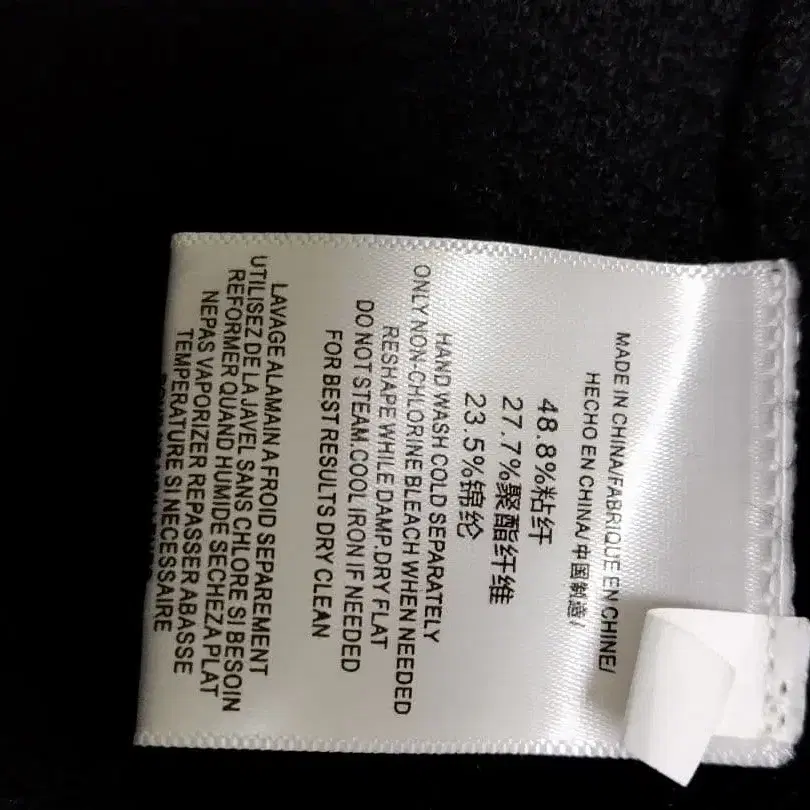 MADE IN CHINA/FABRIQUE EN CHINE/
HECHO EN CHINA/ 中国制造/
48.8%粘纤
27.7%聚酯纤维
23.5%锦纶
HAND WASH COLD SEPARATELY
ONLY NON-CHLORINE BLEACH WHEN NEEDED
RESHAPE WHILE DAMP.DRY FLAT
DO NOT STEAM.COOL IRON IF NEEDED
FOR BEST RESULTS DRY CLEAN
LAVAGE ALAMAIN A FROID SEPAREMENT
UTILISEZ DE LA JAVEL SANS CHLORE SI BESOIN
REFORMER QUAND HUMIDE SECHEZA PLAT
NEPAS VAPORIZER REPASSER ABASSE
TEMPERATURE SI NECESSAIRE